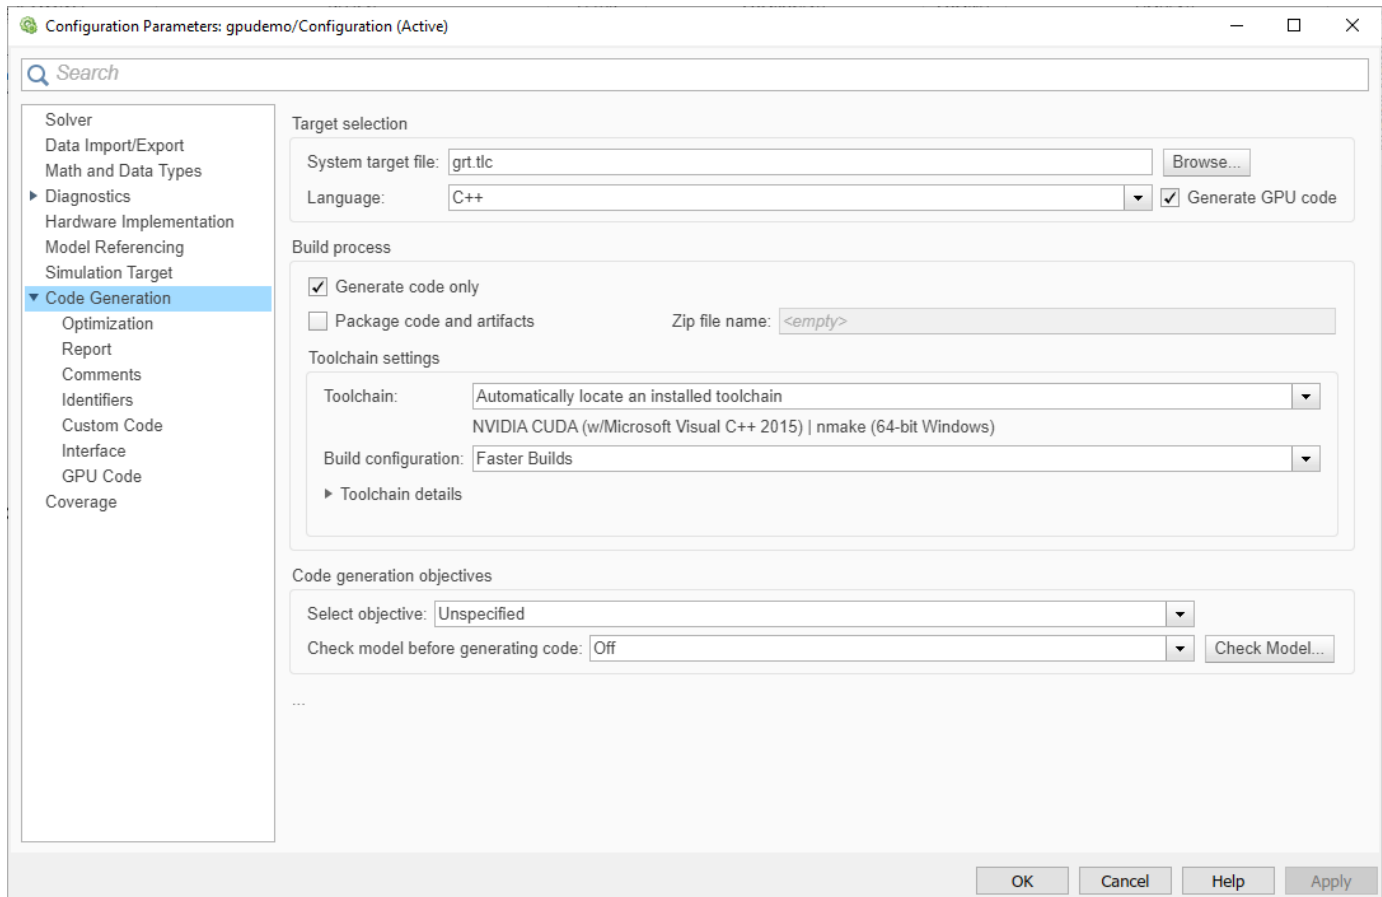 Configuration Parameters: gpudemo/Configuration (Active)
Search
Solver
Data Import/Export
Math and Data Types
Diagnostics
Hardware Implementation
Model Referencing
Simulation Target
Code Generation
Optimization
Report
Comments
Identifiers
Custom Code
Interface
GPU Code
Coverage
Target selection
System target file: grt.tlc Browse...
Language: C++ Generate GPU code
Build process
Generate code only
Package code and artifacts Zip file name: <empty>
Toolchain settings
Toolchain: Automatically locate an installed toolchain
NVIDIA CUDA (w/Microsoft Visual C++ 2015) | nmake (64-bit Windows)
Build configuration: Faster Builds
Toolchain details
Code generation objectives
Select objective: Unspecified
Check model before generating code: Off Check Model...
...
OK Cancel Help Apply